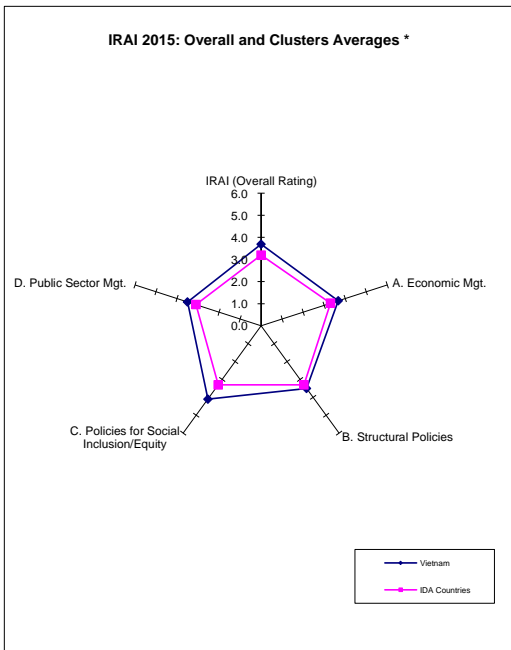 IRAI 2015: Overall and Clusters Averages *
IRAI (Overall Rating)
6.0
5.0
4.0
3.0
2.0
1.0
0.0
D. Public Sector Mgt.
A. Economic Mgt.
C. Policies for Social
Inclusion/Equity
B. Structural Policies
Vietnam
IDA Countries